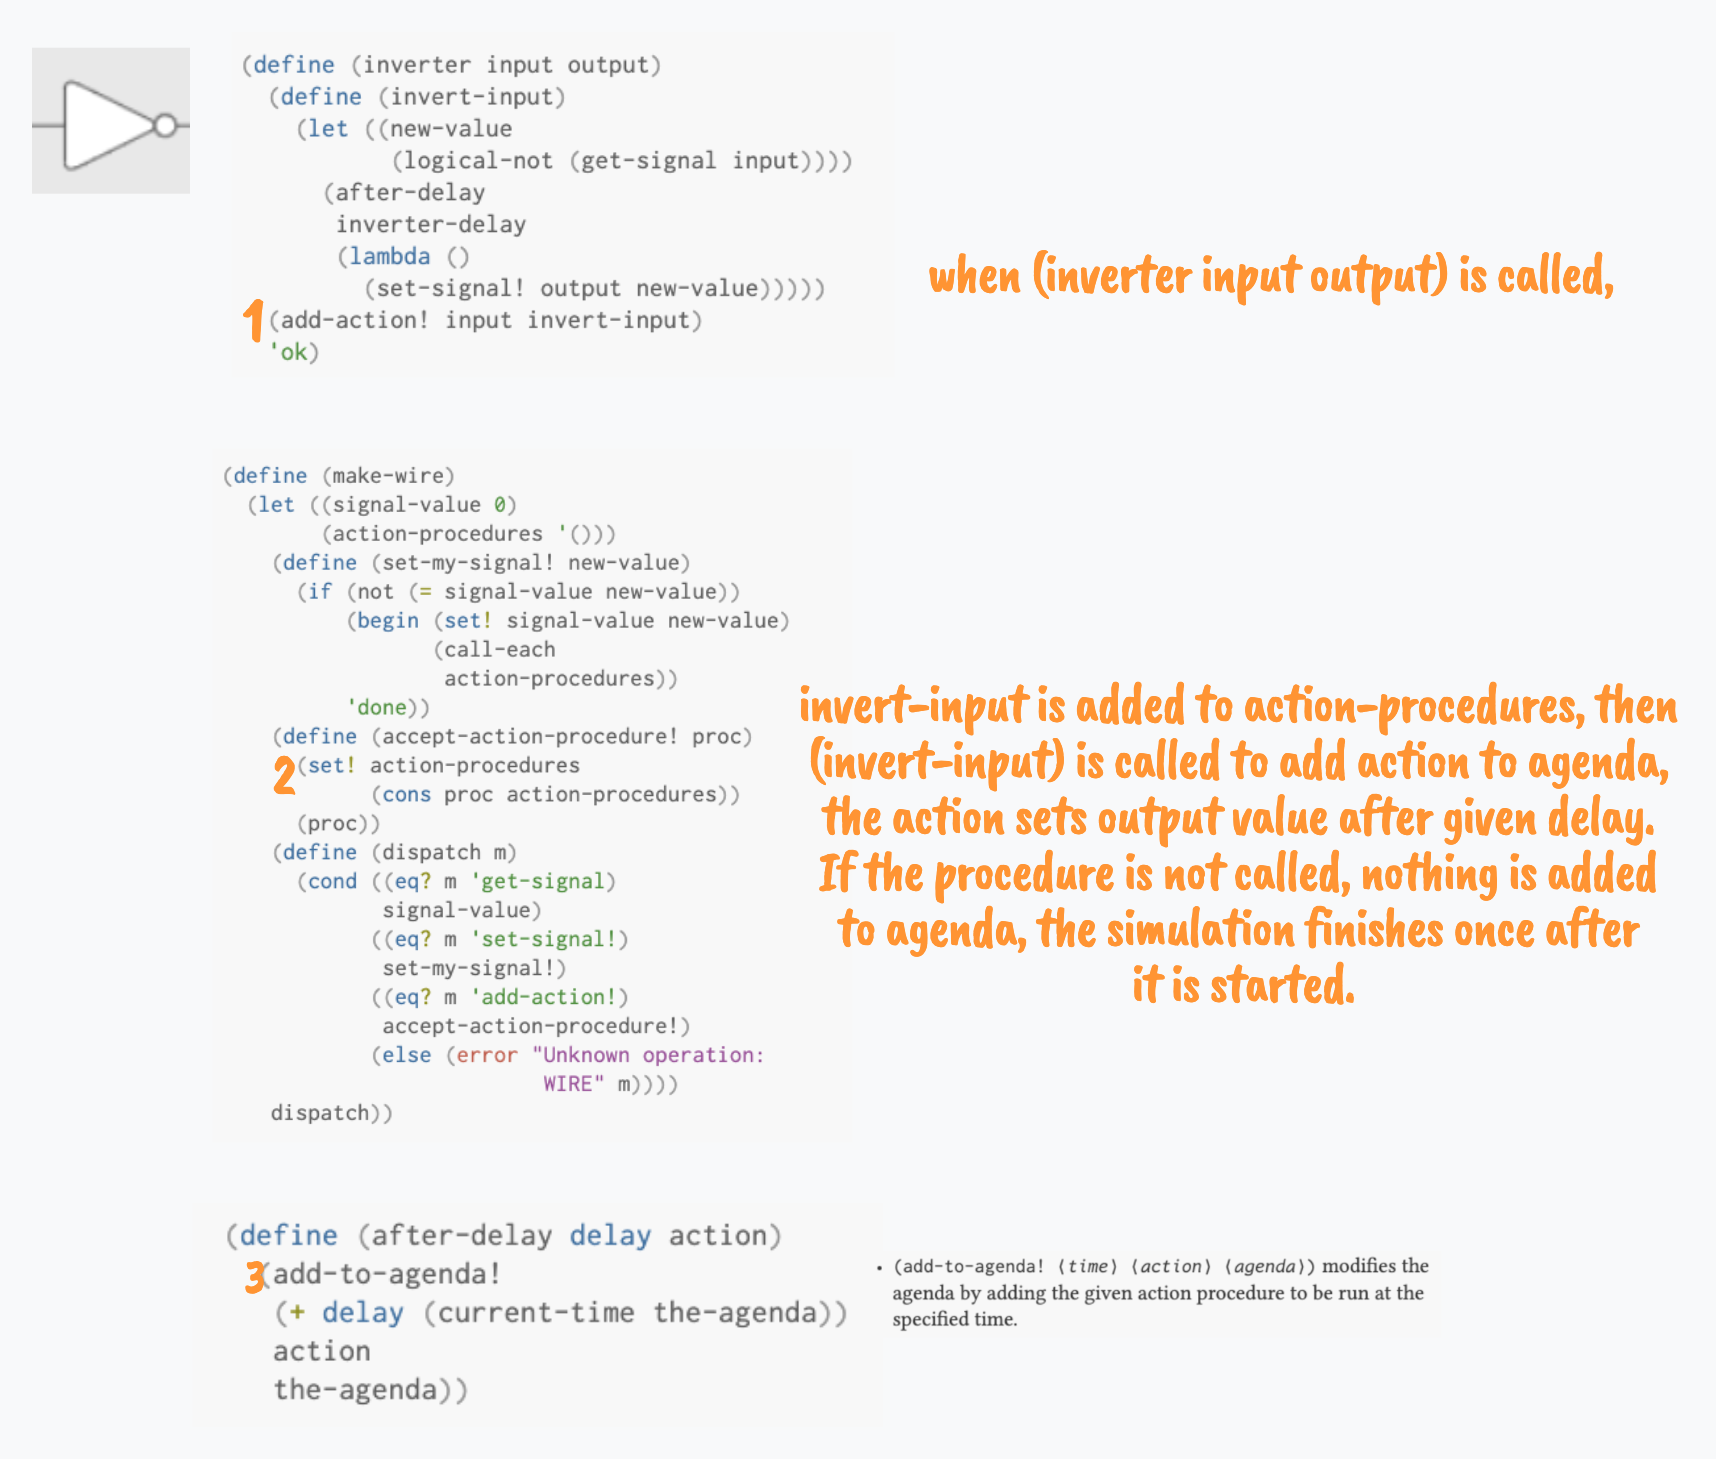 (define (inverter input output)
  (define (invert-input)
    (let ((new-value
           (logical-not (get-signal input))))
      (after-delay
       inverter-delay
       (lambda ()
         (set-signal! output new-value)))))
when (inverter input output) is called,
1
  (add-action! input invert-input)
  'ok)
(define (make-wire)
  (let ((signal-value 0)
        (action-procedures '()))
    (define (set-my-signal! new-value)
      (if (not (= signal-value new-value))
          (begin (set! signal-value new-value)
                 (call-each
                  action-procedures))
          'done))
    (define (accept-action-procedure! proc)
2
      (set! action-procedures
            (cons proc action-procedures))
      (proc))
    (define (dispatch m)
      (cond ((eq? m 'get-signal)
             signal-value)
            ((eq? m 'set-signal!)
             set-my-signal!)
            ((eq? m 'add-action!)
             accept-action-procedure!)
            (else (error "Unknown operation:
                          WIRE" m))))
    dispatch))
invert-input is added to action-procedures, then
(invert-input) is called to add action to agenda,
the action sets output value after given delay.
If the procedure is not called, nothing is added
to agenda, the simulation finishes once after
it is started.
(define (after-delay delay action)
3
  (add-to-agenda!
   (+ delay (current-time the-agenda))
   action
   the-agenda))
• (add-to-agenda! ⟨time⟩ ⟨action⟩ ⟨agenda⟩) modifies the
agenda by adding the given action procedure to be run at the
specified time.